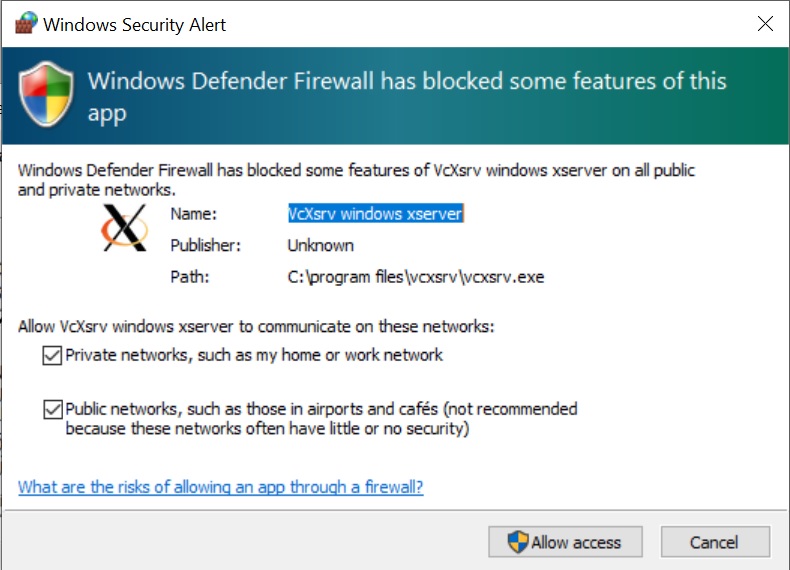 Windows Security Alert
Windows Defender Firewall has blocked some features of this
app
Windows Defender Firewall has blocked some features of VcXsrv windows xserver on all public
and private networks.
Name: VcXsrv windows xserver
Publisher: Unknown
Path: C:\program files\vcxsrv\vcxsrv.exe
Allow VcXsrv windows xserver to communicate on these networks:
Private networks, such as my home or work network
Public networks, such as those in airports and cafés (not recommended
because these networks often have little or no security)
What are the risks of allowing an app through a firewall?
Allow access Cancel